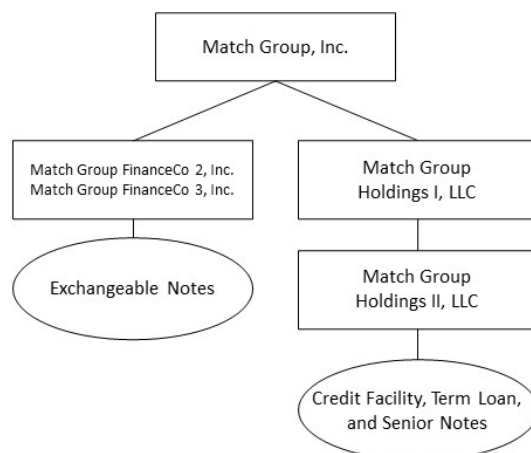 Match Group, Inc.
Match Group FinanceCo 2, Inc.
Match Group FinanceCo 3, Inc.
Match Group
Holdings I, LLC
Exchangeable Notes
Match Group
Holdings II, LLC
Credit Facility, Term Loan,
and Senior Notes